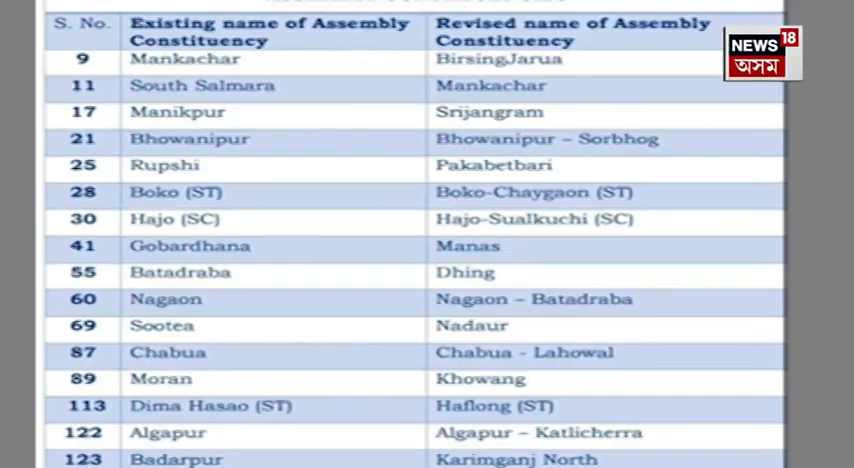 S. No. Existing name of Assembly Constituency Revised name of Assembly Constituency
9 Mankachar BirsingJarua
11 South Salmara Mankachar
17 Manikpur Srijangram
21 Bhowanipur Bhowanipur – Sorbhog
25 Rupshi Pakabetbari
28 Boko (ST) Boko-Chaygaon (ST)
30 Hajo (SC) Hajo-Sualkuchi (SC)
41 Gobardhana Manas
55 Batadraba Dhing
60 Nagaon Nagaon – Batadraba
69 Sootea Nadaur
87 Chabua Chabua - Lahowal
89 Moran Khowang
113 Dima Hasao (ST) Haflong (ST)
122 Algapur Algapur – Katlicherra
123 Badarpur Karimganj North
NEWS 18
অসম